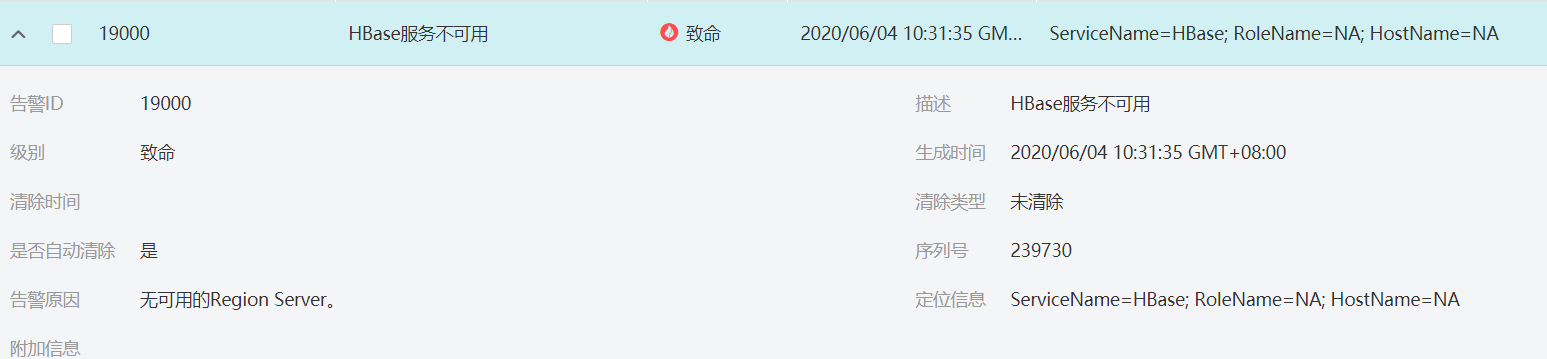 19000 HBase服务不可用 致命 2020/06/04 10:31:35 GM... ServiceName=HBase; RoleName=NA; HostName=NA
告警ID 19000 描述 HBase服务不可用
级别 致命 生成时间 2020/06/04 10:31:35 GMT+08:00
清除时间 清除类型 未清除
是否自动清除 是 序列号 239730
告警原因 无可用的Region Server。 定位信息 ServiceName=HBase; RoleName=NA; HostName=NA
附加信息